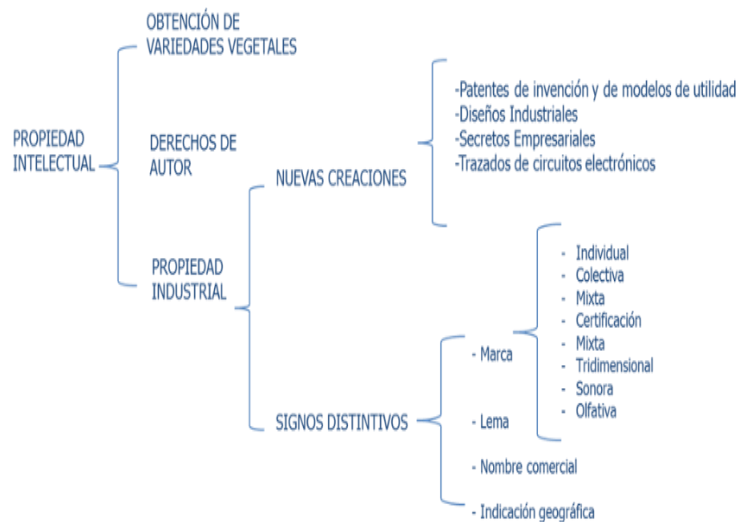 OBTENCIÓN DE
VARIEDADES VEGETALES
PROPIEDAD
INTELECTUAL
DERECHOS DE
AUTOR
PROPIEDAD
INDUSTRIAL
NUEVAS CREACIONES
-Patentes de invención y de modelos de utilidad
-Diseños Industriales
-Secretos Empresariales
-Trazados de circuitos electrónicos
SIGNOS DISTINTIVOS
- Marca
- Individual
- Colectiva
- Mixta
- Certificación
- Mixta
- Tridimensional
- Sonora
- Olfativa
- Lema
- Nombre comercial
- Indicación geográfica